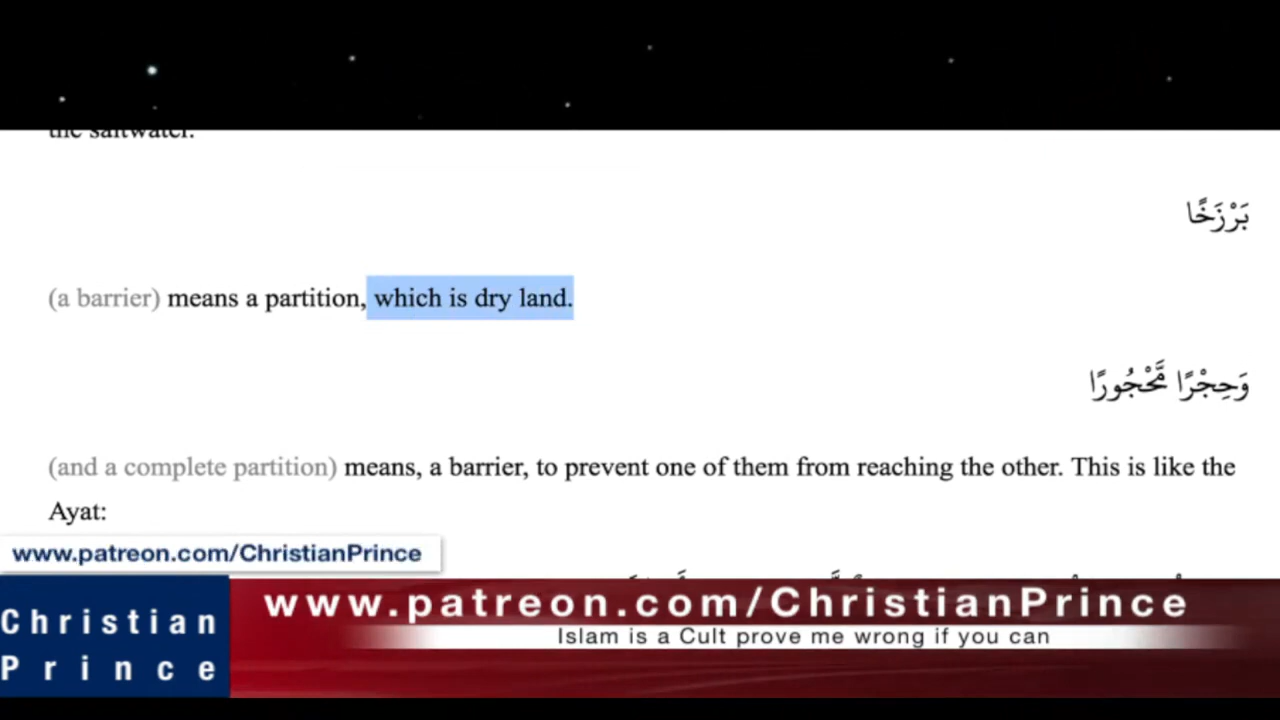 the saltwater.
بَرْزَخًا
(a barrier) means a partition, which is dry land.
وَحِجْرًا مَّحْجُورًا
(and a complete partition) means, a barrier, to prevent one of them from reaching the other. This is like the
Ayat:
www.patreon.com/ChristianPrince
www.patreon.com/ChristianPrince
Islam is a Cult prove me wrong if you can
Christian
Prince